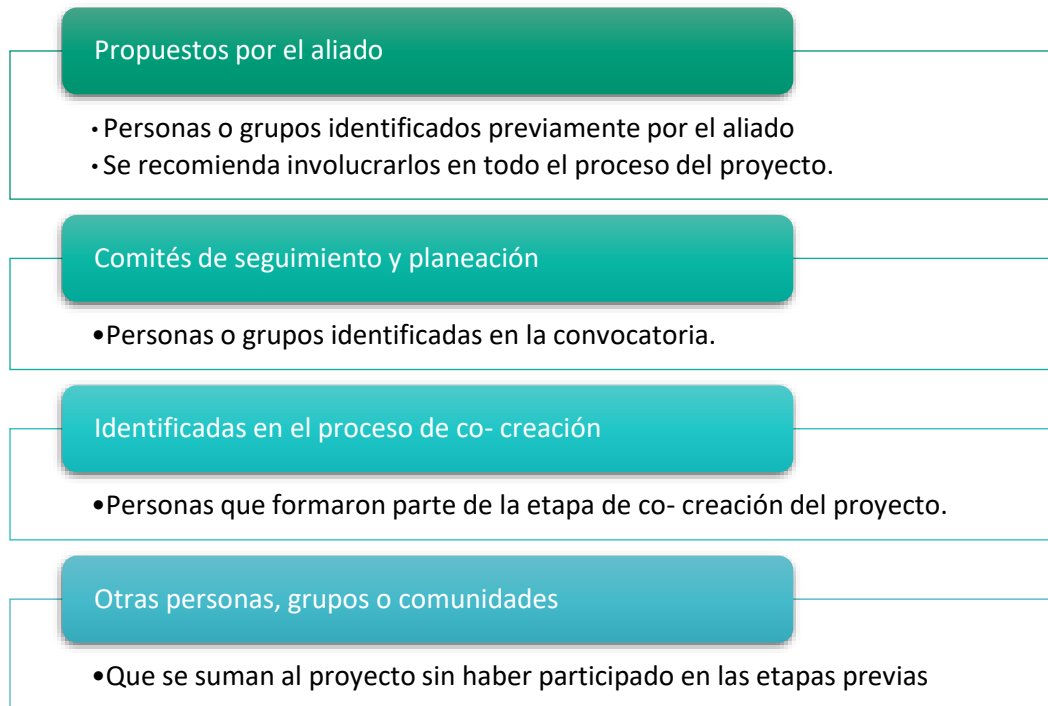 Propuestos por el aliado
• Personas o grupos identificados previamente por el aliado
• Se recomienda involucrarlos en todo el proceso del proyecto.
Comités de seguimiento y planeación
•Personas o grupos identificadas en la convocatoria.
Identificadas en el proceso de co- creación
•Personas que formaron parte de la etapa de co- creación del proyecto.
Otras personas, grupos o comunidades
•Que se suman al proyecto sin haber participado en las etapas previas